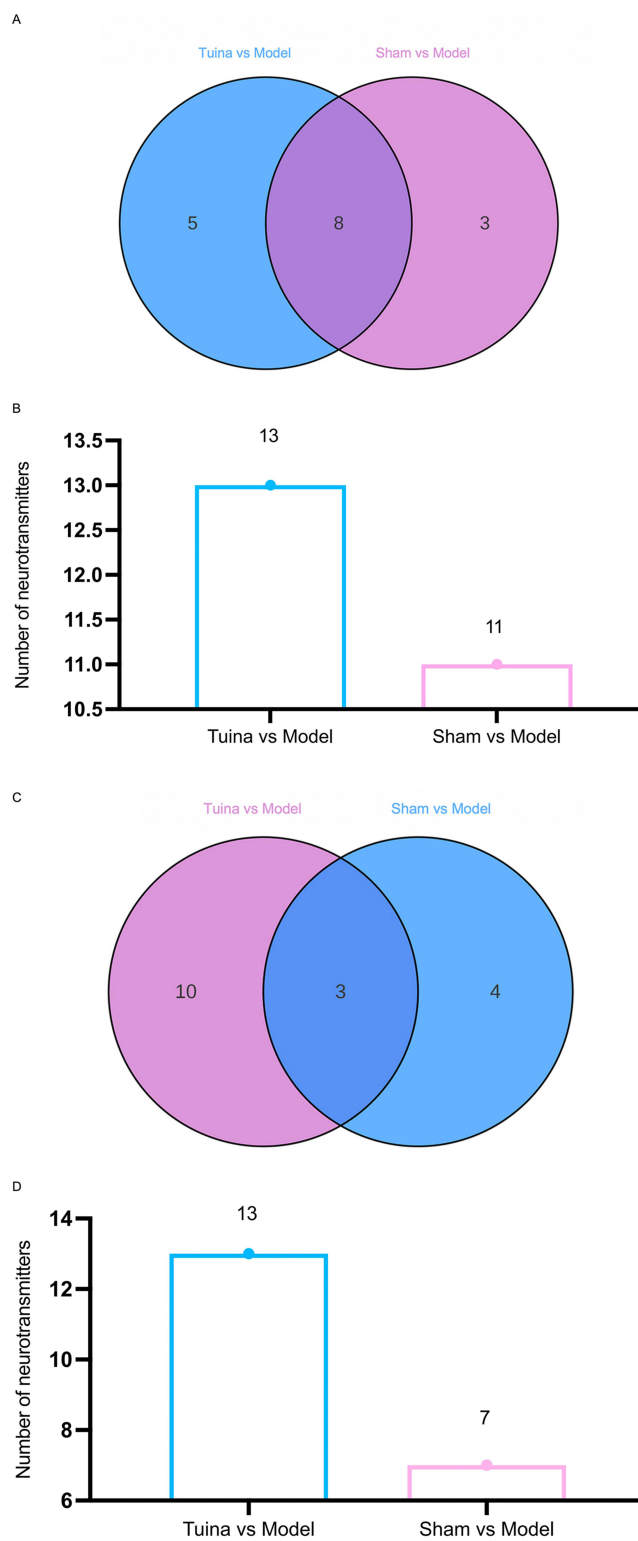 A
Tuina vs Model Sham vs Model
5 8 3
B
Number of neurotransmitters
13.5
13.0
12.5
12.0
11.5
11.0
10.5
13
11
Tuina vs Model Sham vs Model
C
Tuina vs Model Sham vs Model
10 3 4
D
Number of neurotransmitters
14
12
10
8
6
13
7
Tuina vs Model Sham vs Model